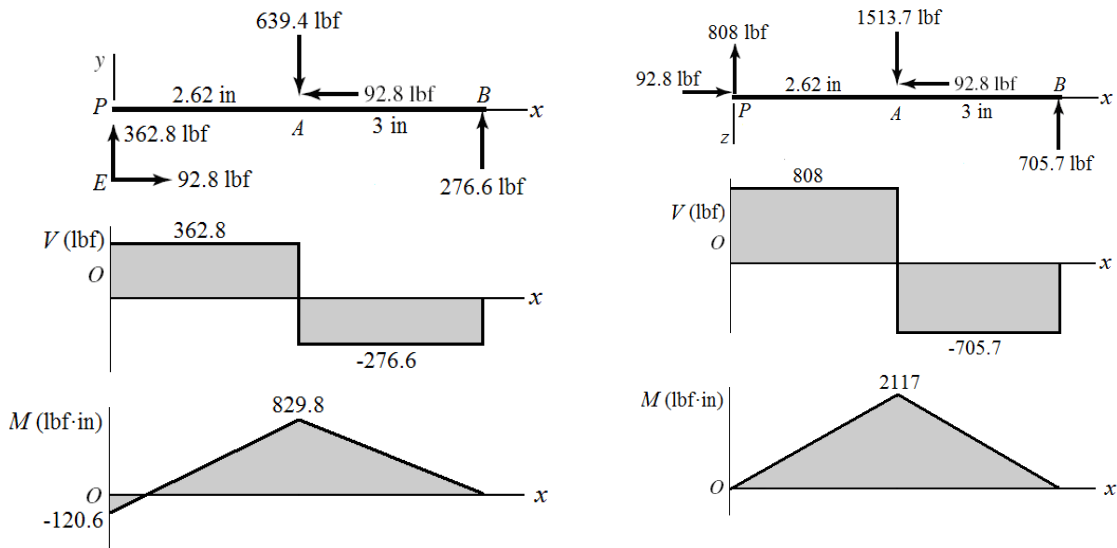 639.4 lbf
y
2.62 in
92.8 lbf
B
P
x
A
3 in
362.8 lbf
E
92.8 lbf
276.6 lbf
V (lbf)
362.8
O
x
-276.6
829.8
M (lbf·in)
O
x
-120.6
1513.7 lbf
808 lbf
92.8 lbf
2.62 in
92.8 lbf
B
x
P
A
3 in
z
705.7 lbf
808
V (lbf)
O
x
-705.7
2117
M (lbf·in)
O
x